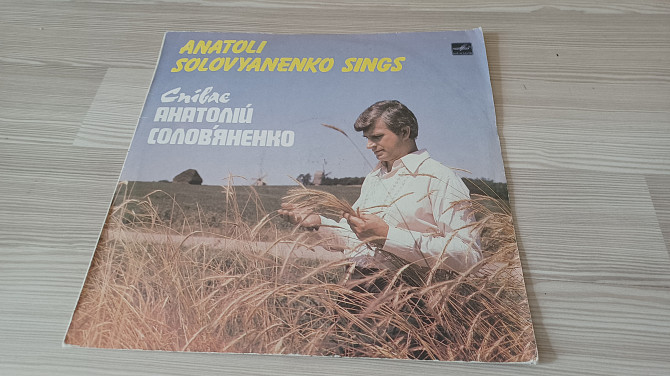 ANATOLI
SOLOVYANENKO SINGS
Співає
АНАТОЛІЙ
СОЛОВ'ЯНЕНКО